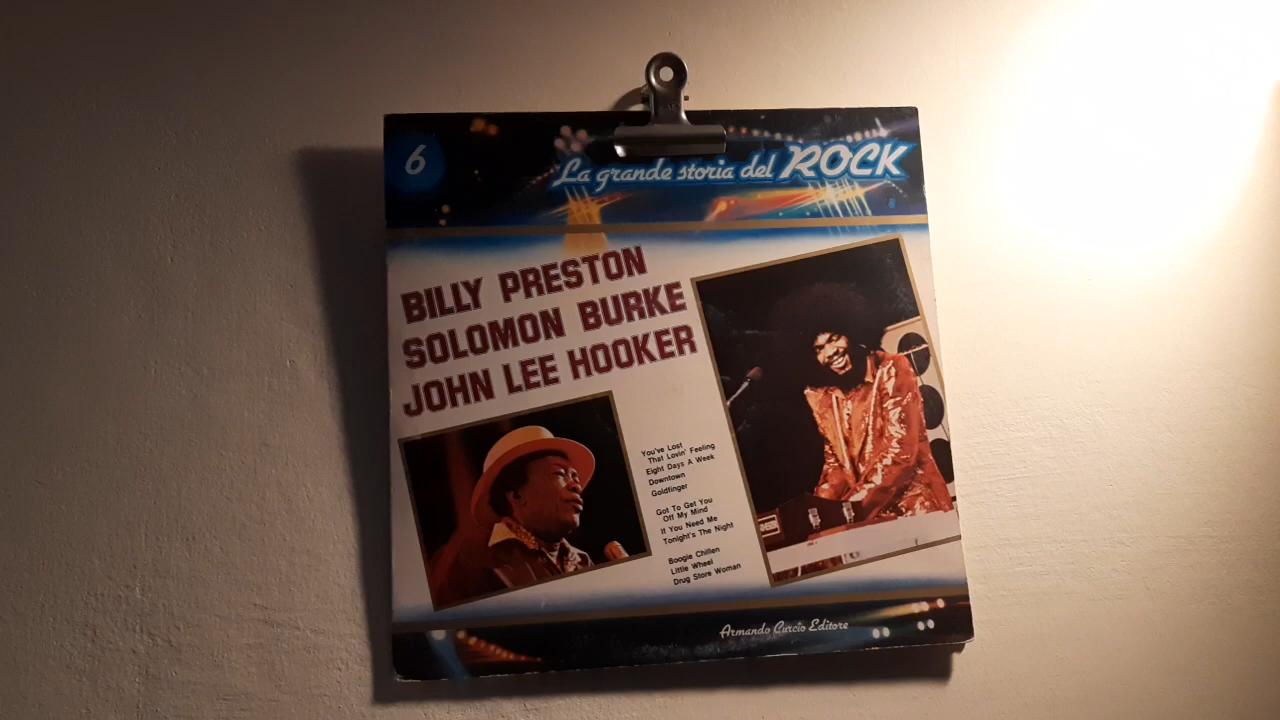 6
La grande storia del ROCK
BILLY PRESTON
SOLOMON BURKE
JOHN LEE HOOKER
You've Lost
That Lovin' Feeling
Eight Days A Week
Downtown
Goldfinger
Got To Get You
Off My Mind
If You Need Me
Tonight's The Night
Boogie Chillen
Little Wheel
Drug Store Woman
Armando Curcio Editore